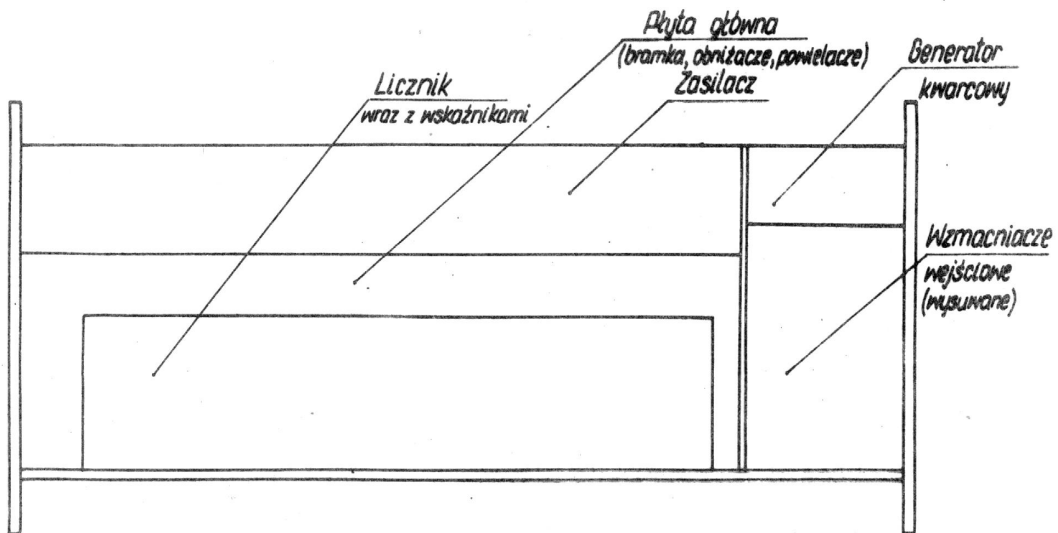 Płyta główna
(bramka, obniżacze, powielacze)
Zasilacz
Generator
kwarcowy
Licznik
wraz z wskaźnikami
Wzmacniacze
wejściowe
(wysuwane)